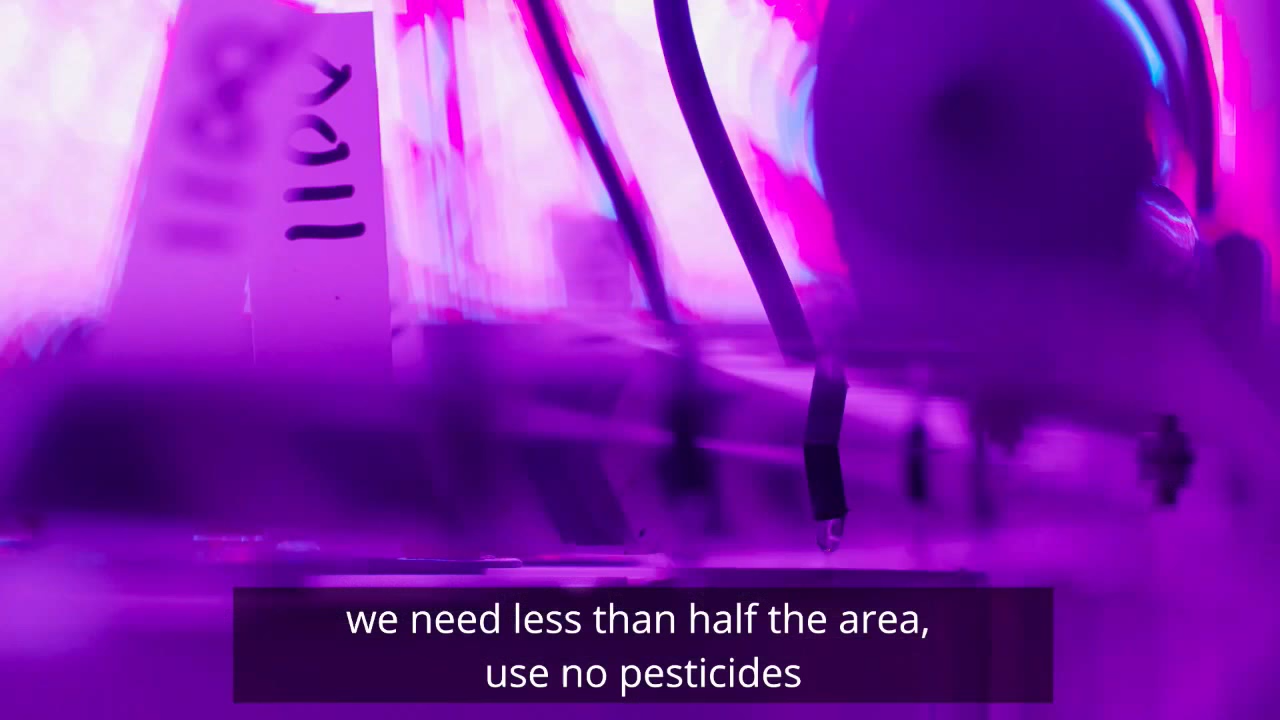 we need less than half the area,
use no pesticides